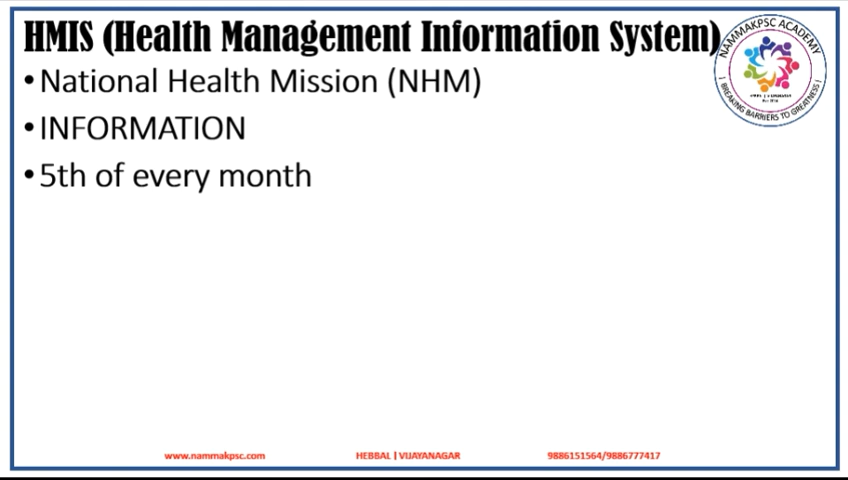 HMIS (Health Management Information System)
• National Health Mission (NHM)
• INFORMATION
• 5th of every month
NAMMAKPSC ACADEMY
| BREAKING BARRIERS TO GREATNESS |
www.nammakpsc.com
HEBBAL | VIJAYANAGAR
9886151564/9886777417